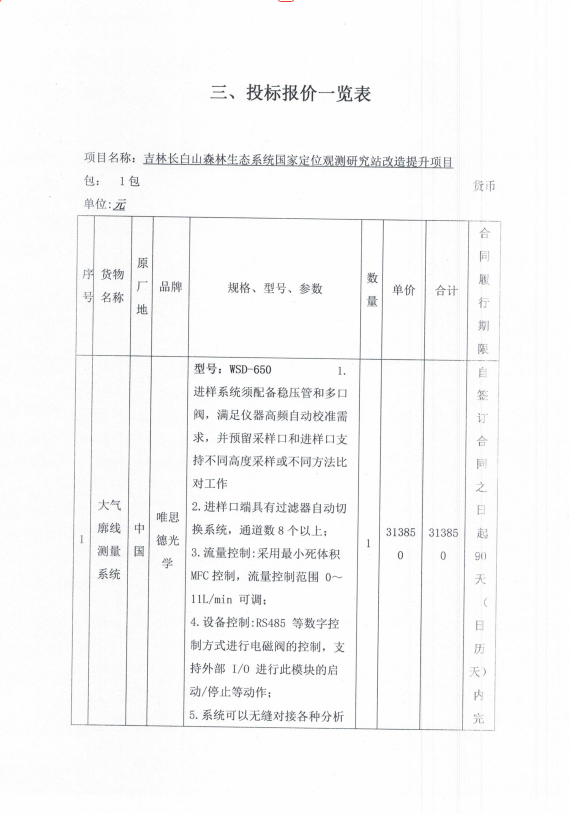 三、投标报价一览表
项目名称：吉林长白山森林生态系统国家定位观测研究站改造提升项目
包： 1包 货币
单位:元
序号 货物名称 原厂地 品牌 规格、型号、参数 数量 单价 合计 合同履行期限
1 大气廓线测量系统 中国 唯思德光学
型号：WSD-650 1.
进样系统须配备稳压管和多口
阀，满足仪器高频自动校准需
求，并预留采样口和进样口支
持不同高度采样或不同方法比
对工作
2.进样口端具有过滤器自动切
换系统，通道数8个以上；
3.流量控制:采用最小死体积
MFC控制，流量控制范围 0～
11L/min 可调；
4.设备控制:RS485 等数字控
制方式进行电磁阀的控制，支
持外部 I/O 进行此模块的启
动/停止等动作；
5.系统可以无缝对接各种分析
1 313850 313850 自签订合同之日起90天（日历天）内完